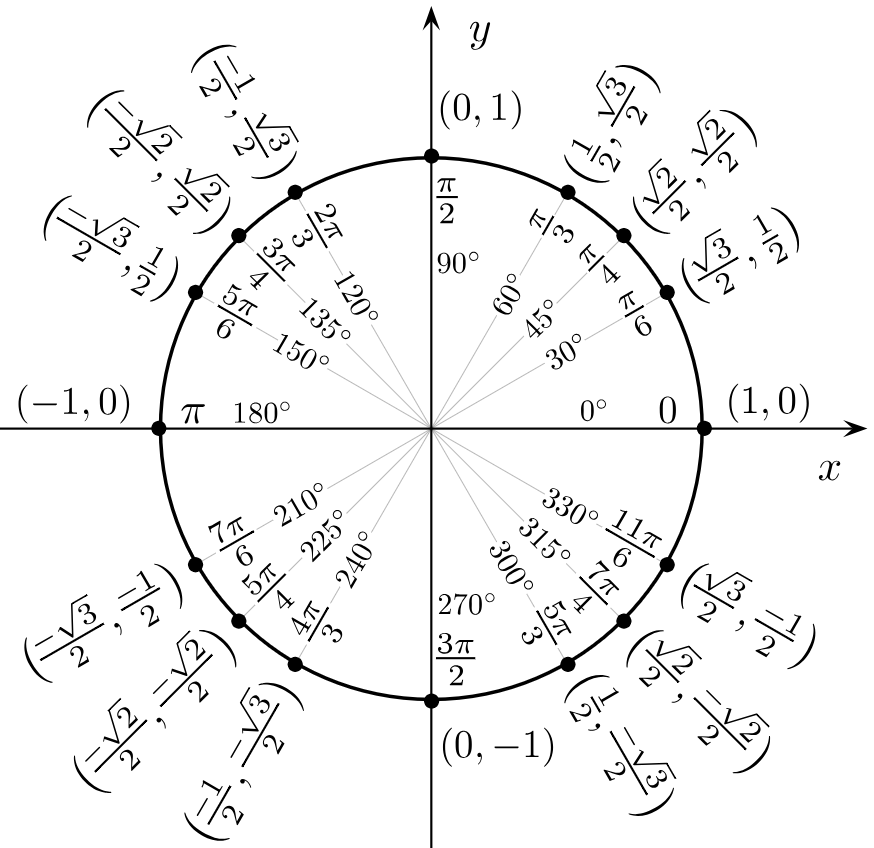 y
(0, 1)
(1/2, √3/2)
(√2/2, √2/2)
(√3/2, 1/2)
(−1/2, √3/2)
(−√2/2, √2/2)
(−√3/2, 1/2)
π/2
90°
π/3
60°
π/4
45°
π/6
30°
2π/3
120°
3π/4
135°
5π/6
150°
(−1, 0)
π 180°
0° 0
(1, 0)
x
7π/6
210°
5π/4
225°
4π/3
240°
270°
3π/2
300°
5π/3
315°
7π/4
330°
11π/6
(−√3/2, −1/2)
(−√2/2, −√2/2)
(−1/2, −√3/2)
(0, −1)
(1/2, −√3/2)
(√2/2, −√2/2)
(√3/2, −1/2)